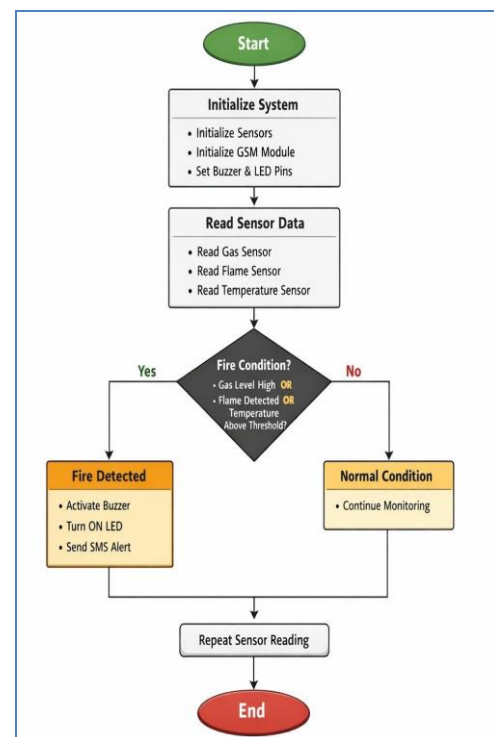 Start
Initialize System
• Initialize Sensors
• Initialize GSM Module
• Set Buzzer & LED Pins
Read Sensor Data
• Read Gas Sensor
• Read Flame Sensor
• Read Temperature Sensor
Fire Condition?
• Gas Level High OR
• Flame Detected OR
Temperature
Above Threshold?
Yes
No
Fire Detected
• Activate Buzzer
• Turn ON LED
• Send SMS Alert
Normal Condition
• Continue Monitoring
Repeat Sensor Reading
End